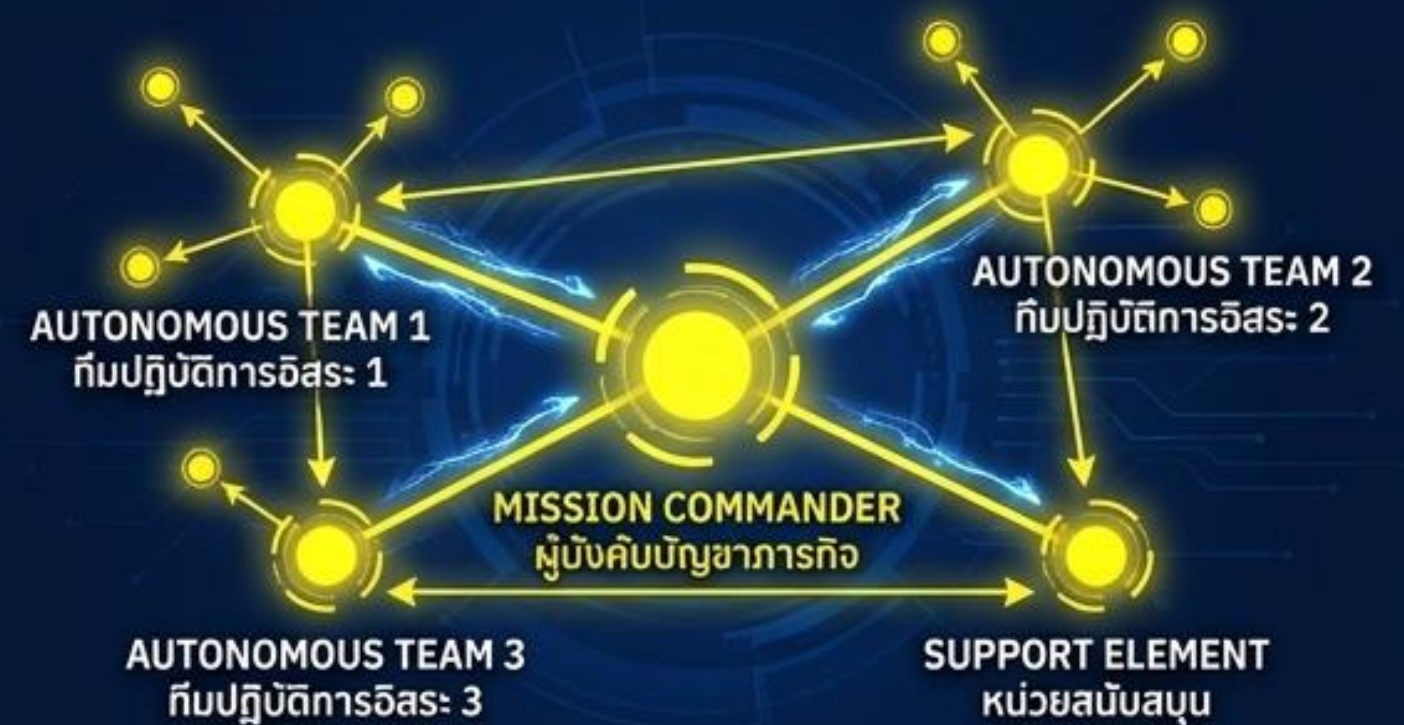 AUTONOMOUS TEAM 1
ทีมปฏิบัติการอิสระ 1
AUTONOMOUS TEAM 2
ทีมปฏิบัติการอิสระ 2
MISSION COMMANDER
ผู้บังคับบัญชาภารกิจ
AUTONOMOUS TEAM 3
ทีมปฏิบัติการอิสระ 3
SUPPORT ELEMENT
หน่วยสนับสนุน